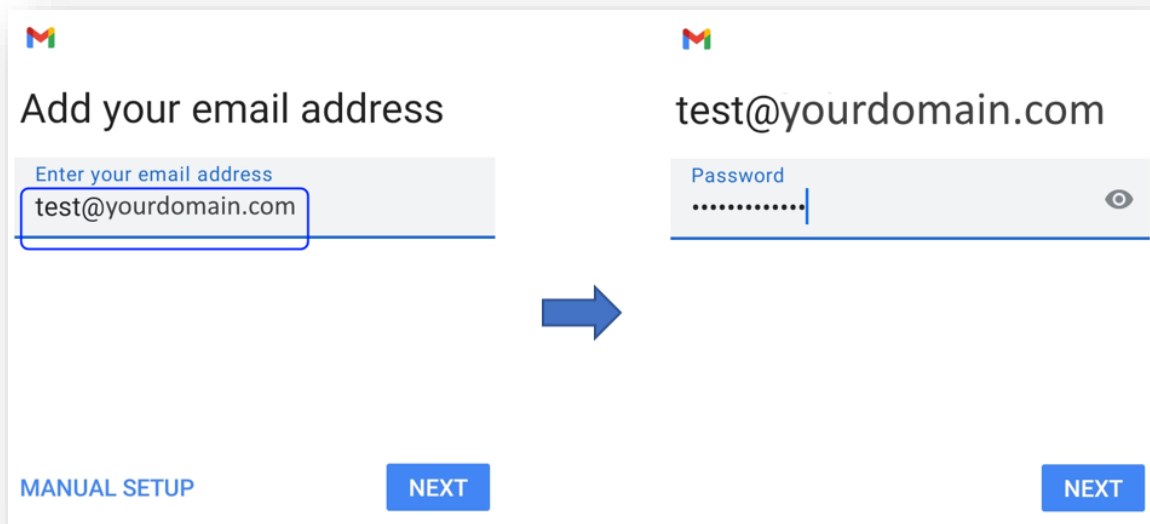 Add your email address
Enter your email address
test@yourdomain.com
MANUAL SETUP
NEXT
test@yourdomain.com
Password
•••••••••••••
NEXT